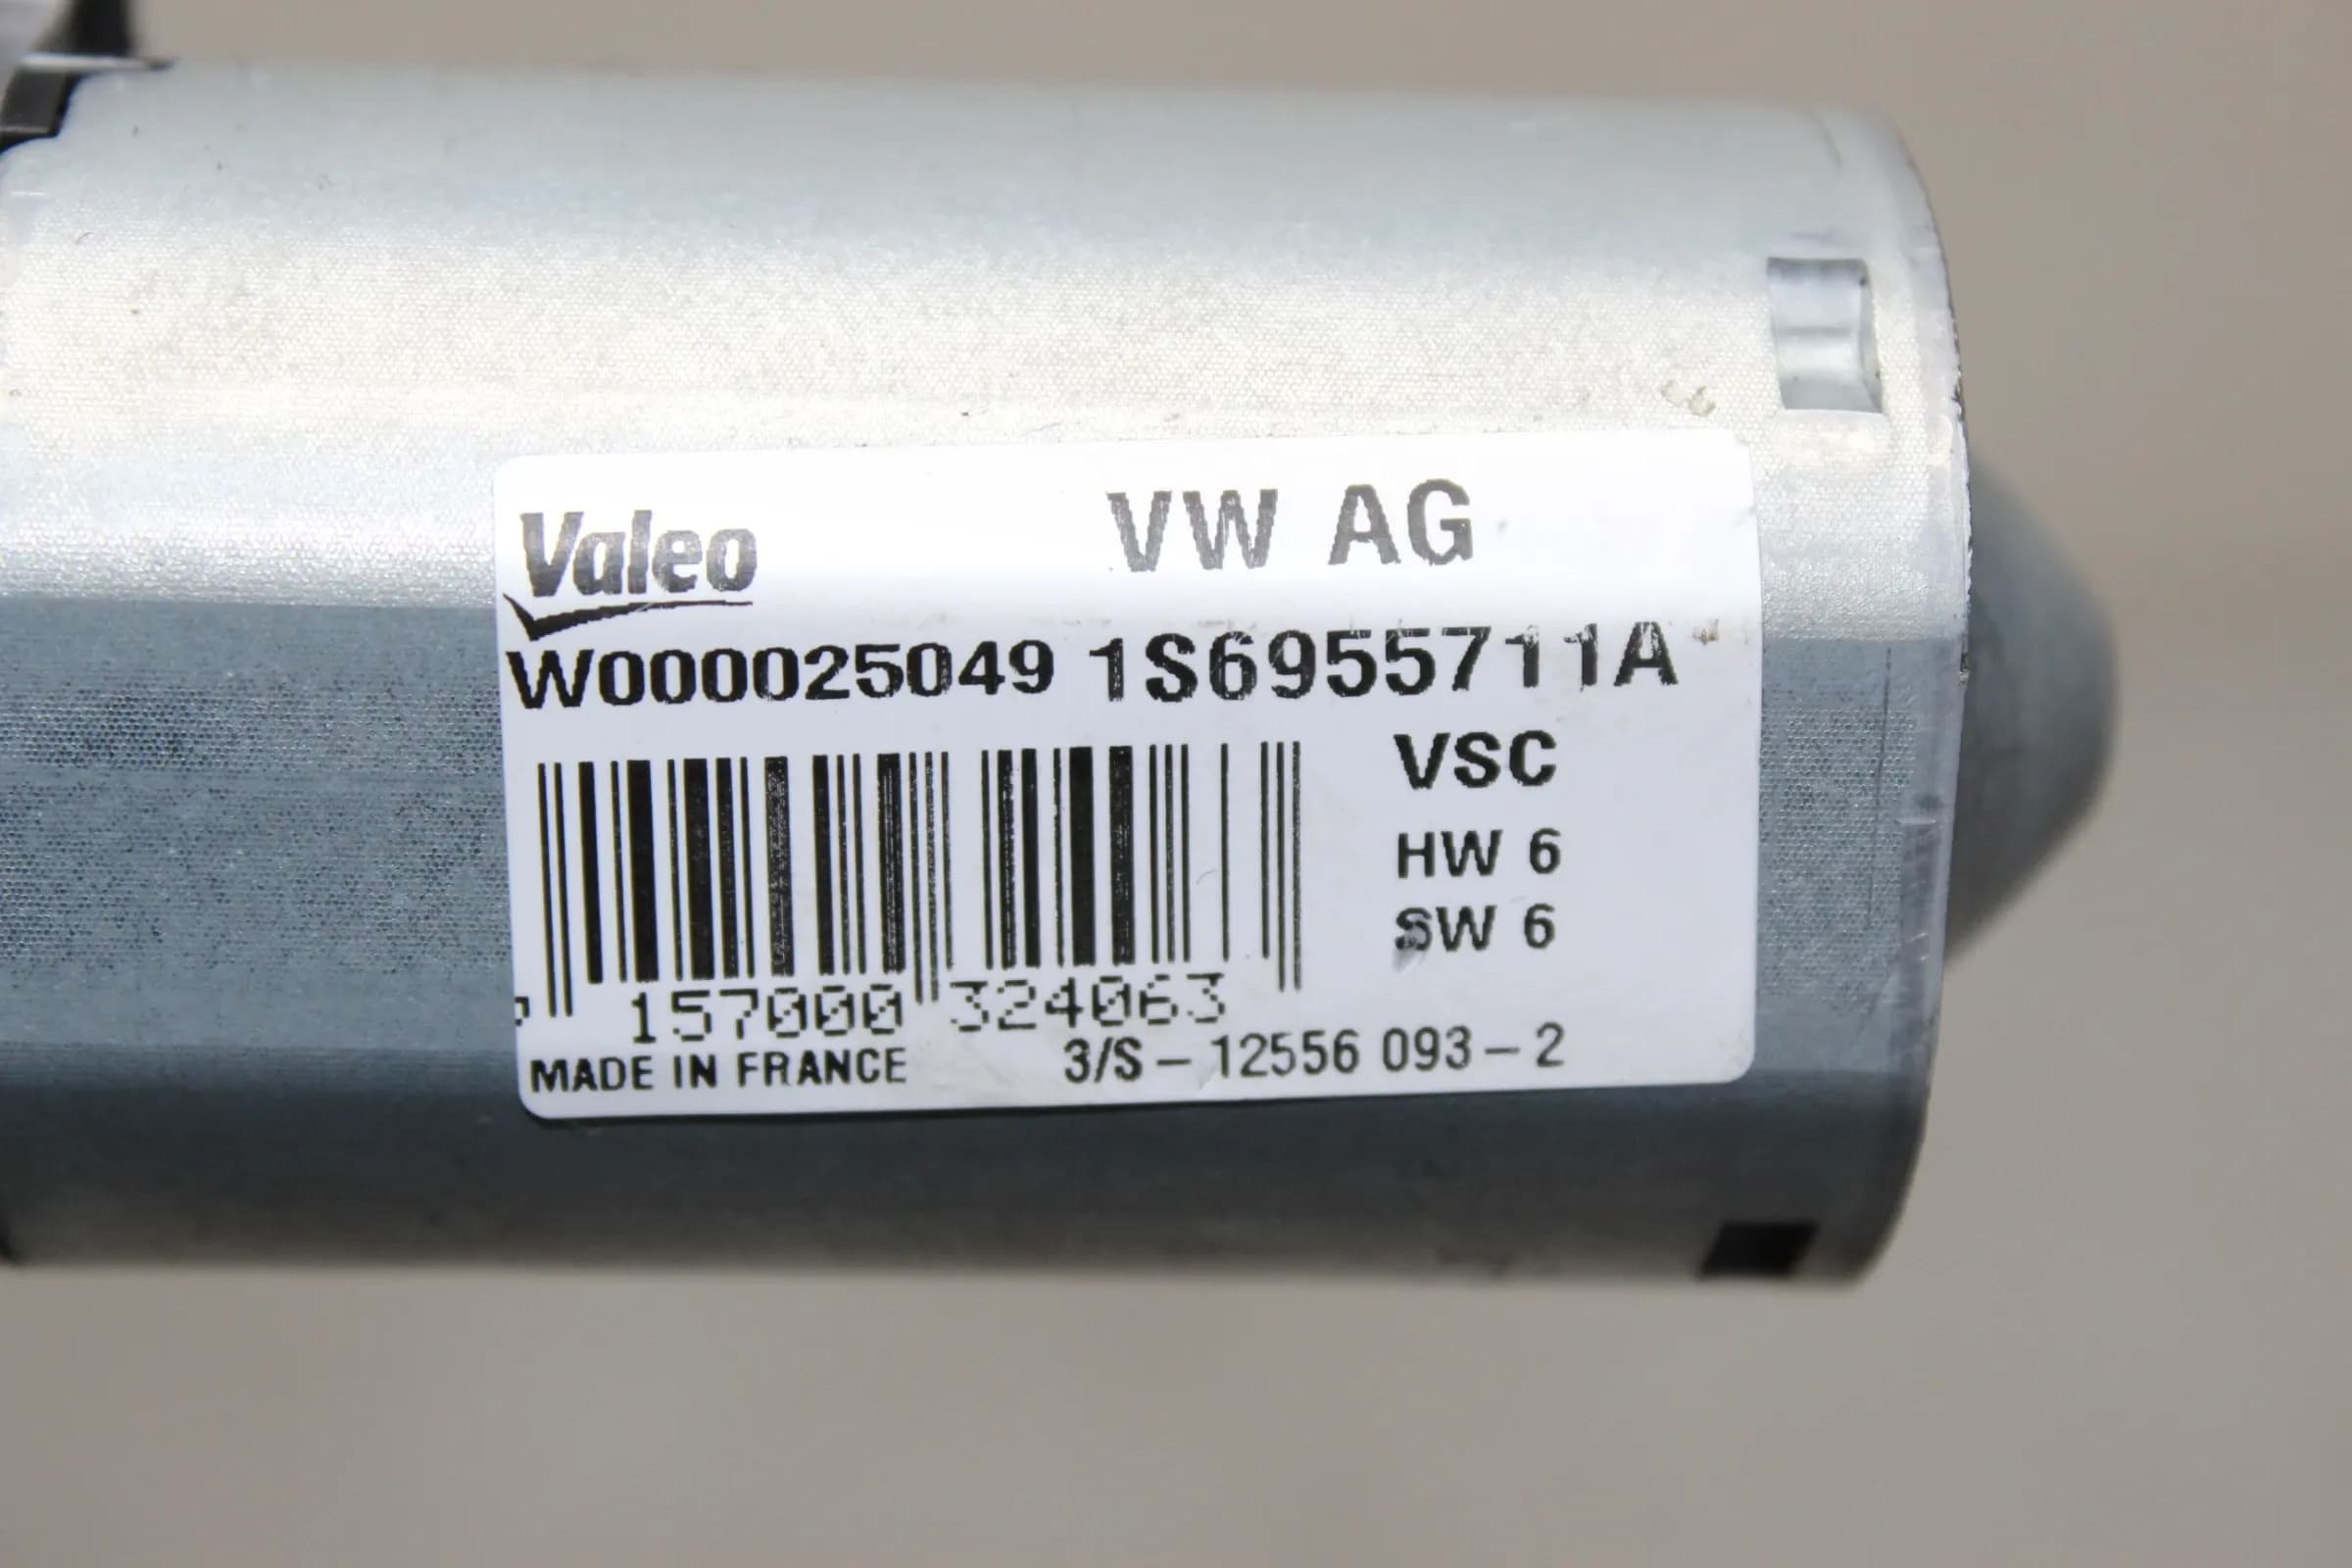 Valeo VW AG
W000025049 1S6955711A
VSC
HW 6
SW 6
157000 324063
MADE IN FRANCE 3/S - 12556 093 - 2